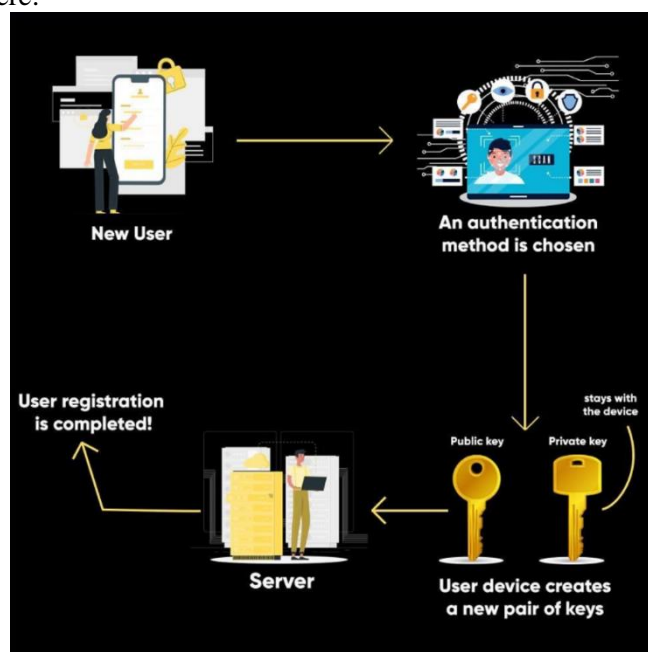 New User
SCAN
An authentication
method is chosen
stays with
the device
Public key
Private key
User device creates
a new pair of keys
Server
User registration
is completed!